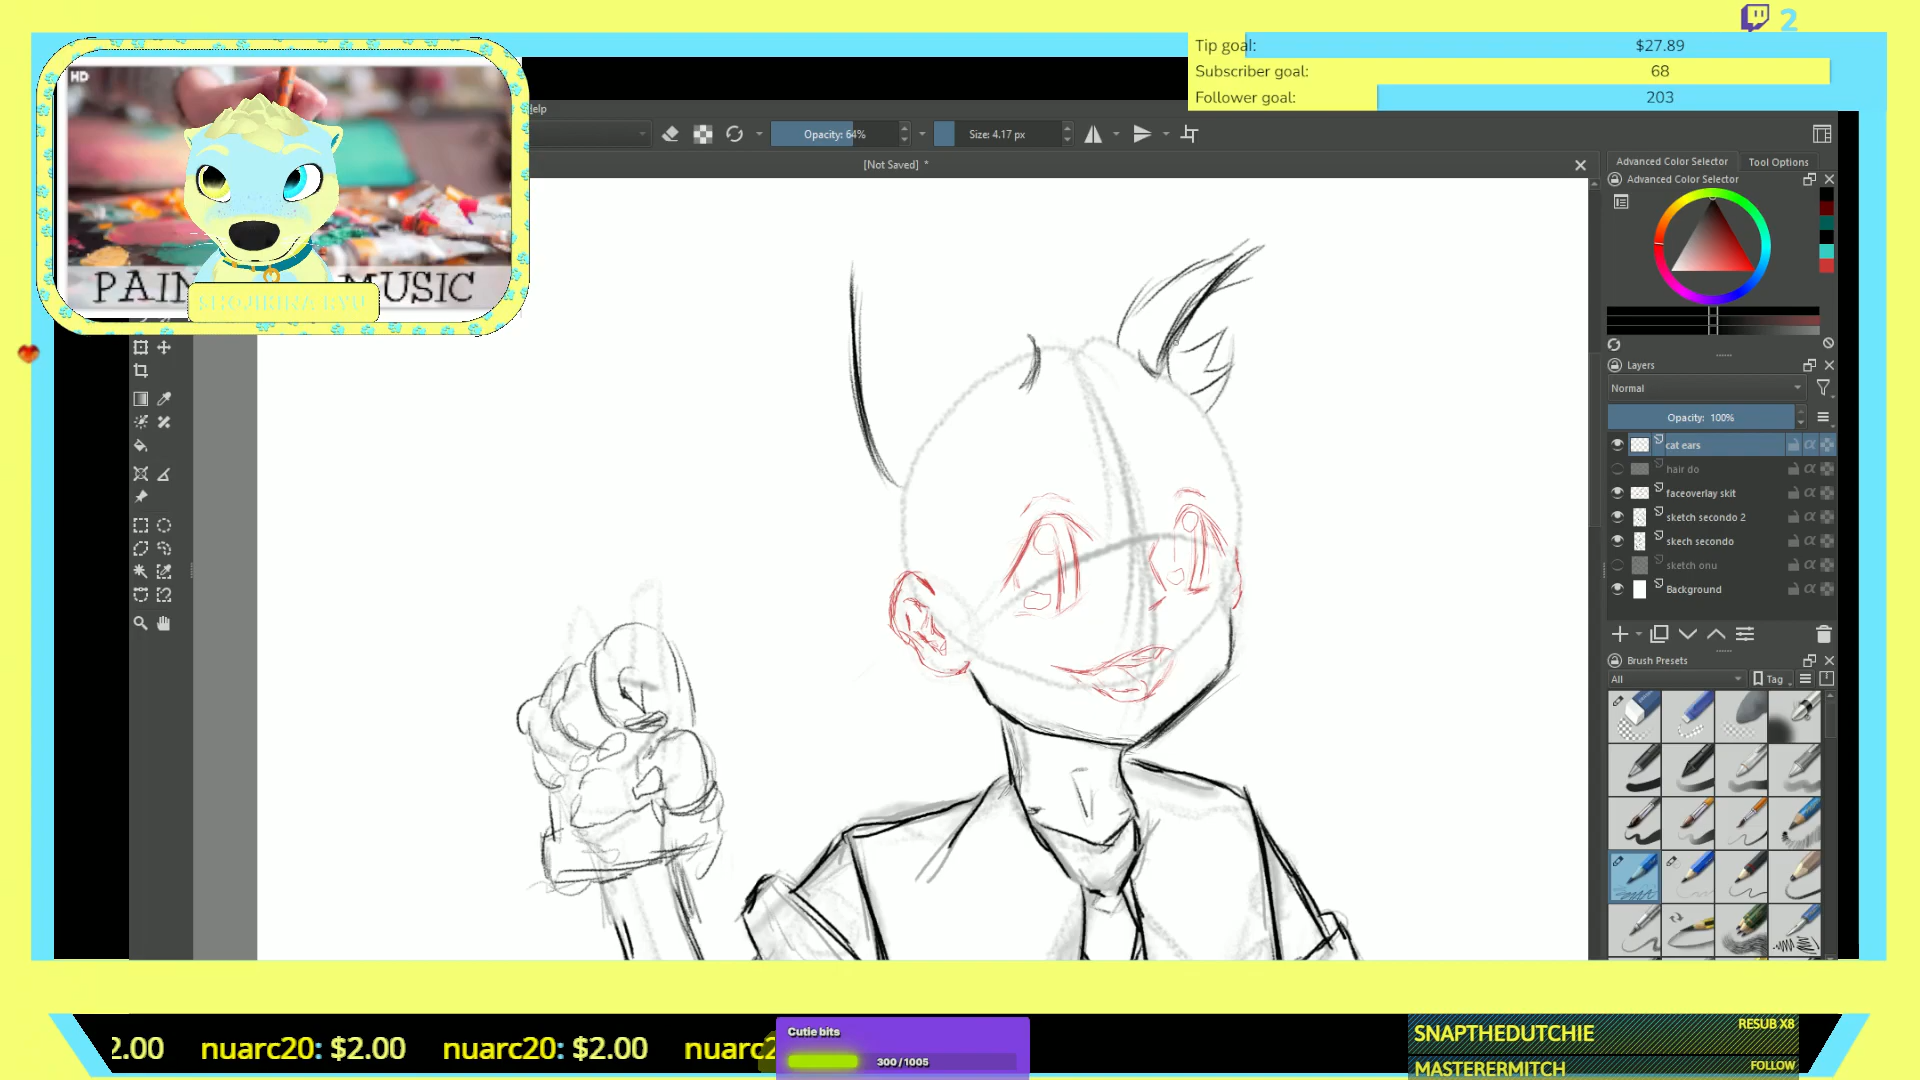 2
Tip goal: $27.89
Subscriber goal: 68
Follower goal: 203
HD
PAIN MUSIC
SHOJIKINA RYU
elp
Opacity: 64%
Size: 4.17 px
[Not Saved] *
Advanced Color Selector
Tool Options
Advanced Color Selector
Layers
Normal
Opacity: 100%
cat ears
hair do
faceoverlay skit
sketch secondo 2
skech secondo
sketch onu
Background
Brush Presets
All
Tag
2.00 nuarc20: $2.00 nuarc20: $2.00 nuarc2
Cutie bits
300/1005
SNAPTHEDUTCHIE RESUB X8
MASTERERMITCH FOLLOW